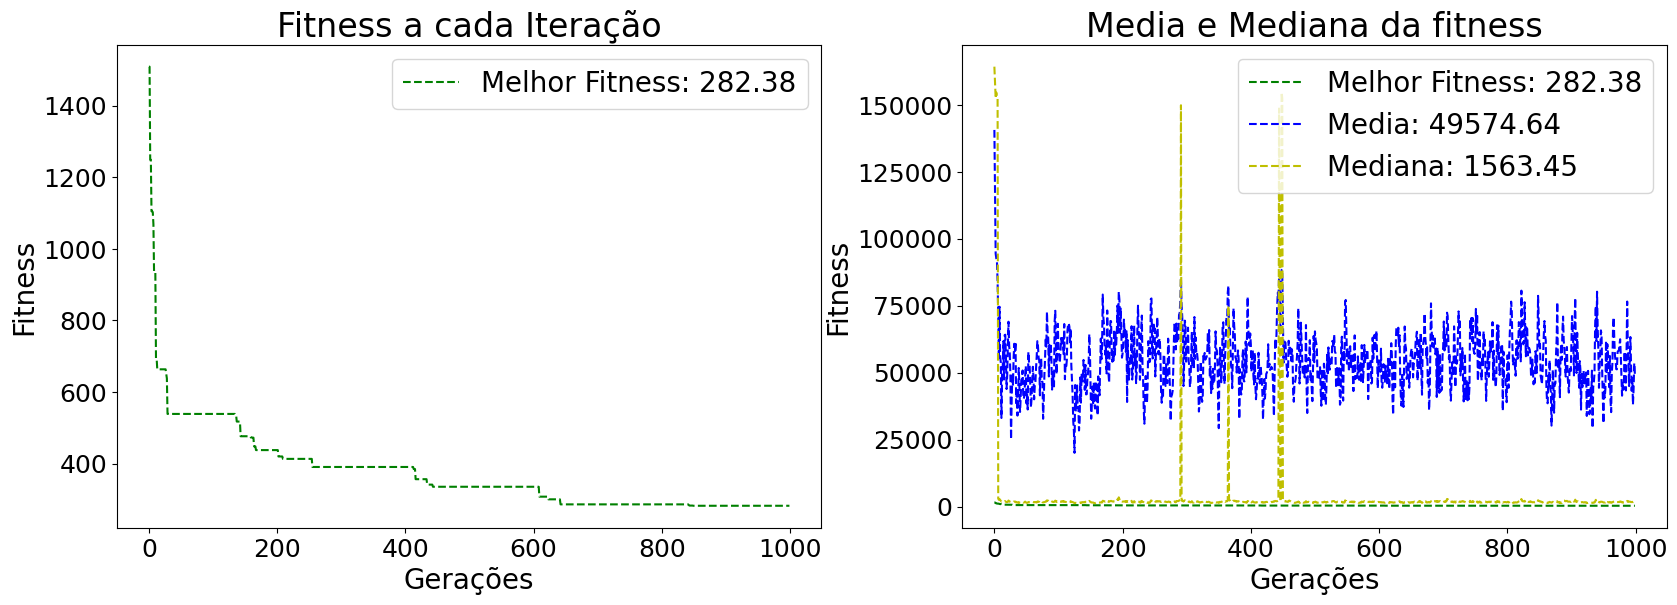 Fitness a cada Iteração
Melhor Fitness: 282.38
Fitness
1400
1200
1000
800
600
400
0 200 400 600 800 1000
Gerações
Media e Mediana da fitness
Melhor Fitness: 282.38
Media: 49574.64
Mediana: 1563.45
Fitness
150000
125000
100000
75000
50000
25000
0
0 200 400 600 800 1000
Gerações